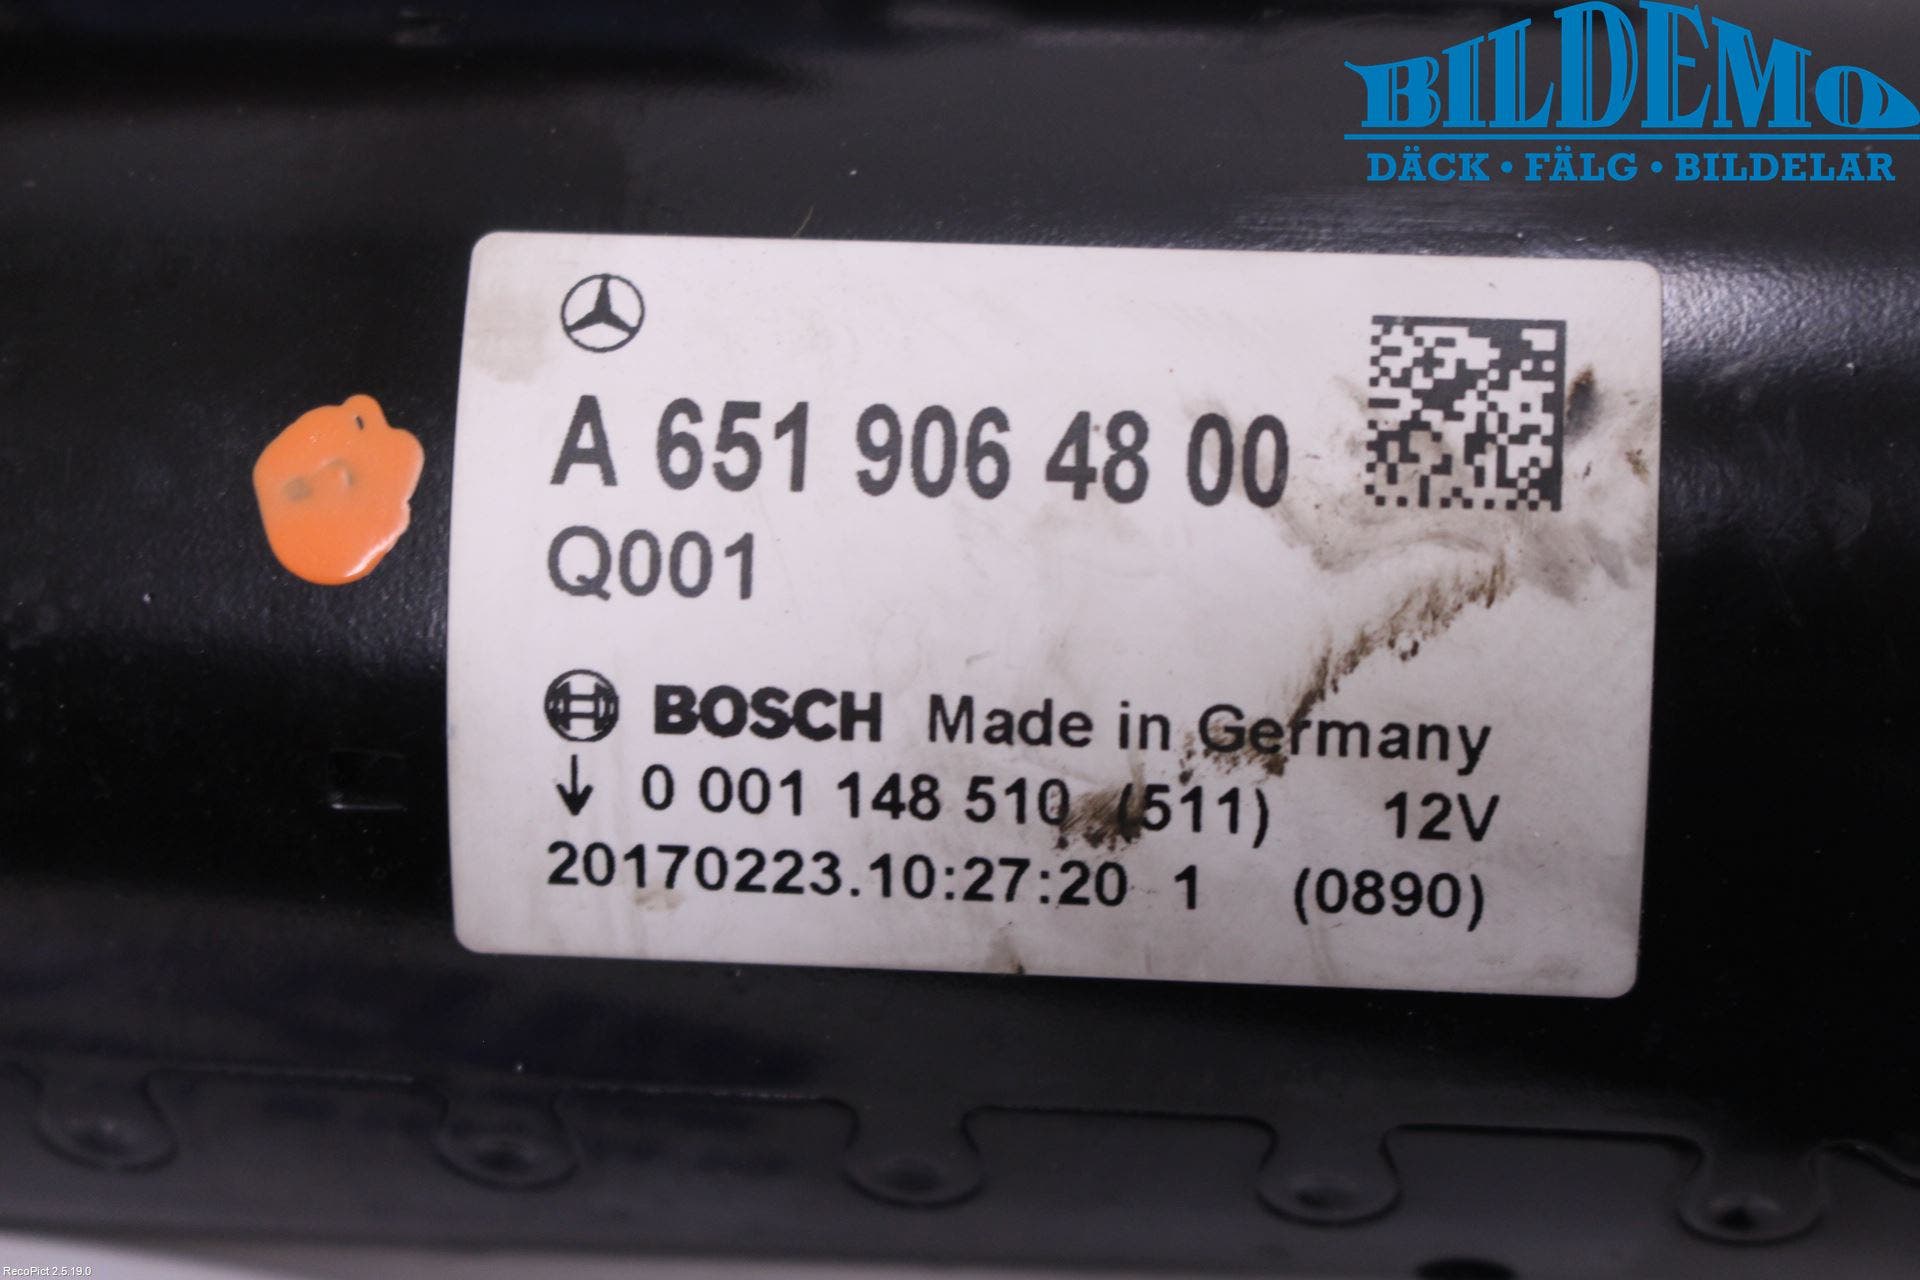 BILDEMO
DÄCK • FÄLG • BILDELAR
A 651 906 48 00
Q001
BOSCH Made in Germany
↓ 0 001 148 510 (511) 12V
20170223.10:27:20 1 (0890)
RecoPict 2.5.19.0